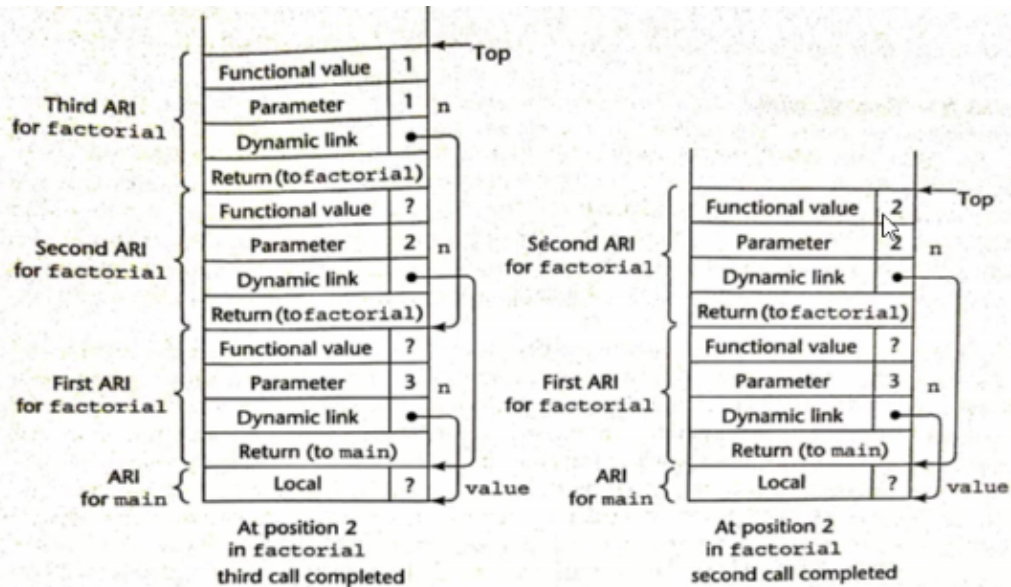 Top
Functional value 1
Third ARI
for factorial
Parameter 1 n
Dynamic link
Return (to factorial)
Functional value ?
Second ARI
for factorial
Parameter 2 n
Dynamic link
Return (to factorial)
Functional value ?
First ARI
for factorial
Parameter 3 n
Dynamic link
Return (to main)
ARI
for main
Local ? value
At position 2
in factorial
third call completed
Top
Functional value 2
Second ARI
for factorial
Parameter 2 n
Dynamic link
Return (to factorial)
Functional value ?
First ARI
for factorial
Parameter 3 n
Dynamic link
Return (to main)
ARI
for main
Local ? value
At position 2
in factorial
second call completed